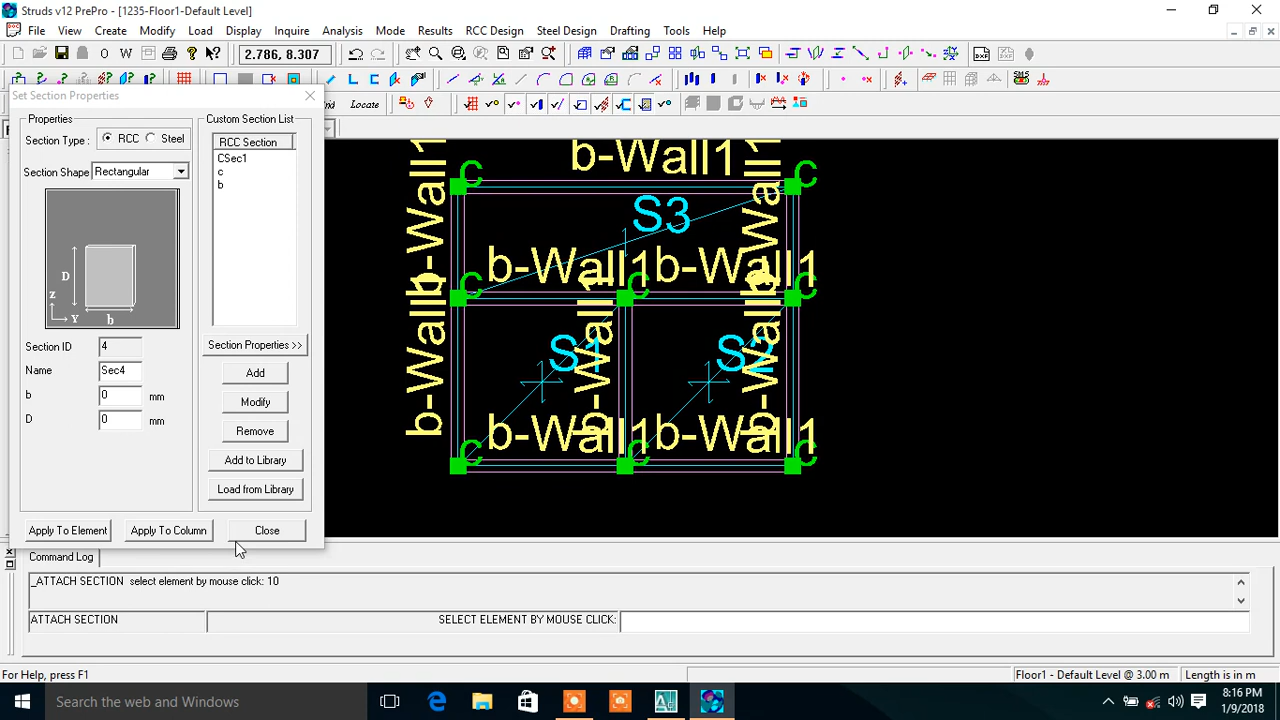 Struds v12 PrePro - [1235-Floor1-Default Level]
File View Create Modify Load Display Inquire Analysis Mode Results RCC Design Steel Design Drafting Tools Help
2.786, 8.307
Set Section Properties
Locate
Properties:
Section Type : RCC Steel
Section Shape Rectangular
D
Z
Y
b
Section ID 4
Name Sec4
b 0 mm
D 0 mm
Custom Section List
RCC Section
CSec1
c
b
Section Properties >>
Add
Modify
Remove
Add to Library
Load from Library
Apply To Element Apply To Column Close
b-Wall1
c c
b-Wall1 S3 b-Wall1
b-Wall1 b-Wall1
c c c
b-Wall1 b-Wall1 b-Wall1
b-Wall1 b-Wall1
c c c
Command Log
_ATTACH SECTION select element by mouse click: 10
ATTACH SECTION SELECT ELEMENT BY MOUSE CLICK:
For Help, press F1 Floor1 - Default Level @ 3.00 m Length is in m
Search the web and Windows
8:16 PM
1/9/2018